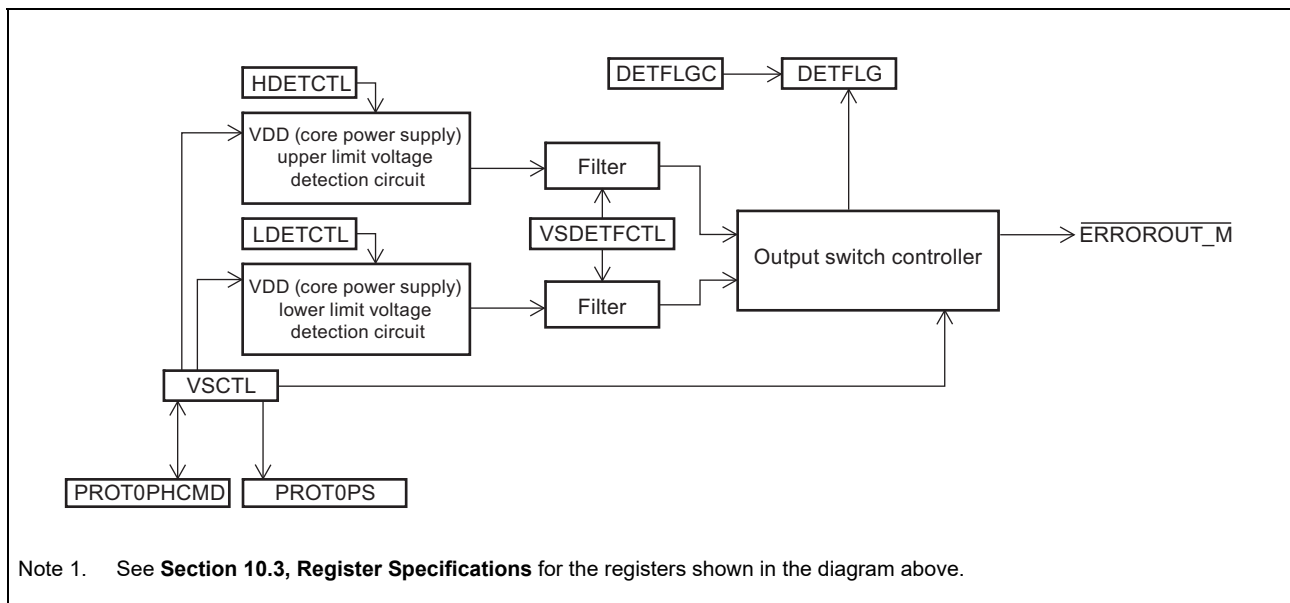 HDETCTL
DETFLGC
DETFLG
VDD (core power supply)
upper limit voltage
detection circuit
Filter
LDETCTL
VSDETFCTL
Output switch controller
ERROROUT_M
VDD (core power supply)
lower limit voltage
detection circuit
Filter
VSCTL
PROT0PHCMD
PROT0PS
Note 1. See Section 10.3, Register Specifications for the registers shown in the diagram above.